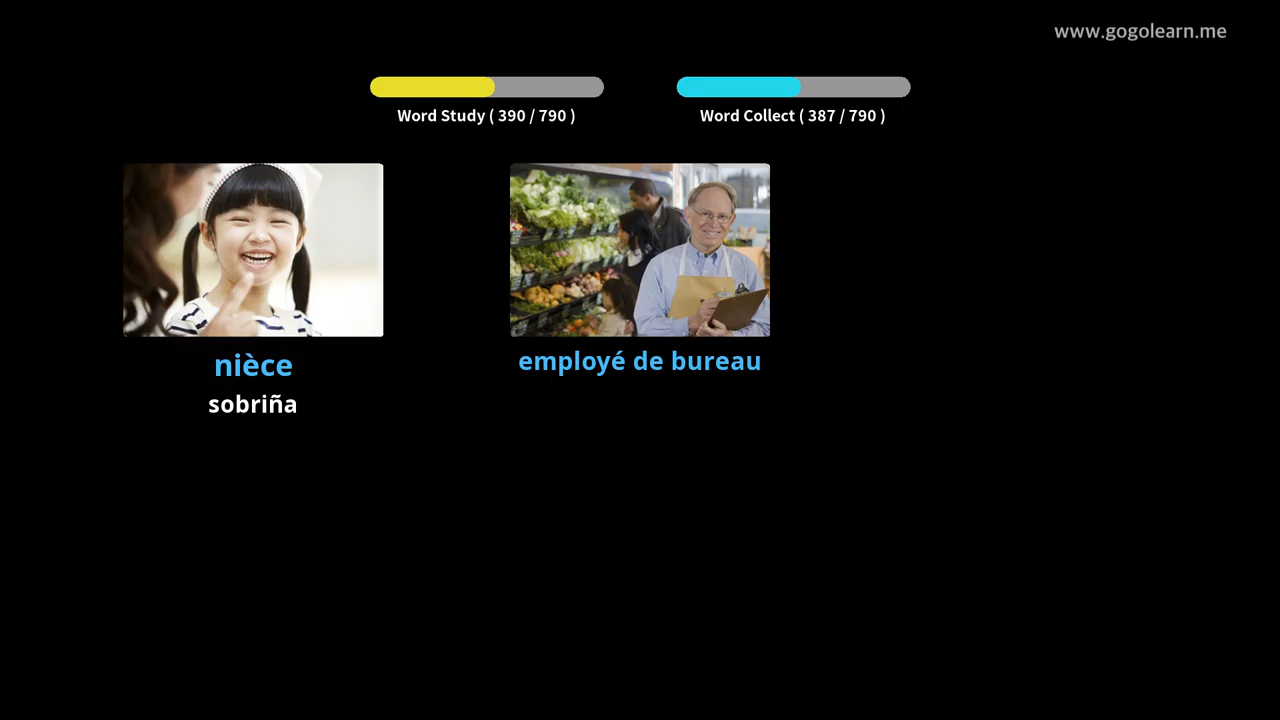 www.gogolearn.me
Word Study ( 390 / 790 )
Word Collect ( 387 / 790 )
nièce
sobriña
employé de bureau